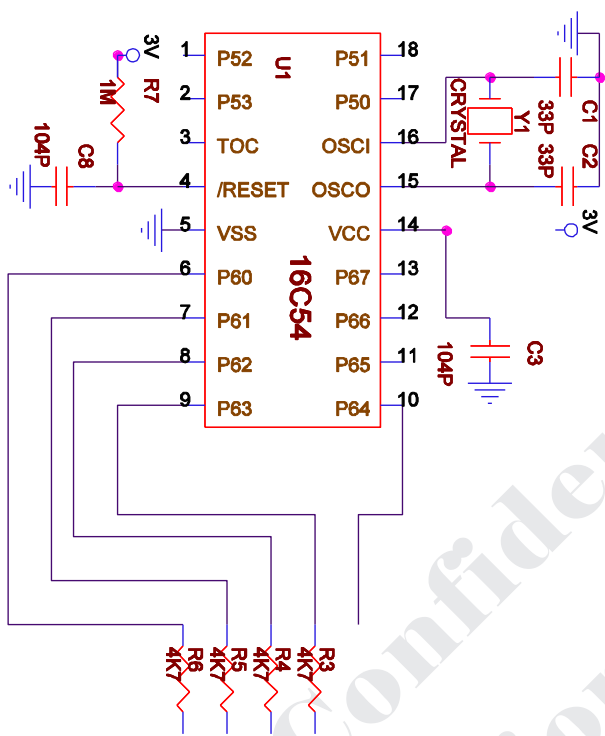 3V
R7
1M
C8
104P
U1
16C54
1 P52
2 P53
3 TOC
4 /RESET
5 VSS
6 P60
7 P61
8 P62
9 P63
P51 18
P50 17
OSCI 16
OSCO 15
VCC 14
P67 13
P66 12
P65 11
P64 10
CRYSTAL
Y1
33P
C1
33P
C2
3V
C3
104P
R6
4K7
R5
4K7
R4
4K7
R3
4K7